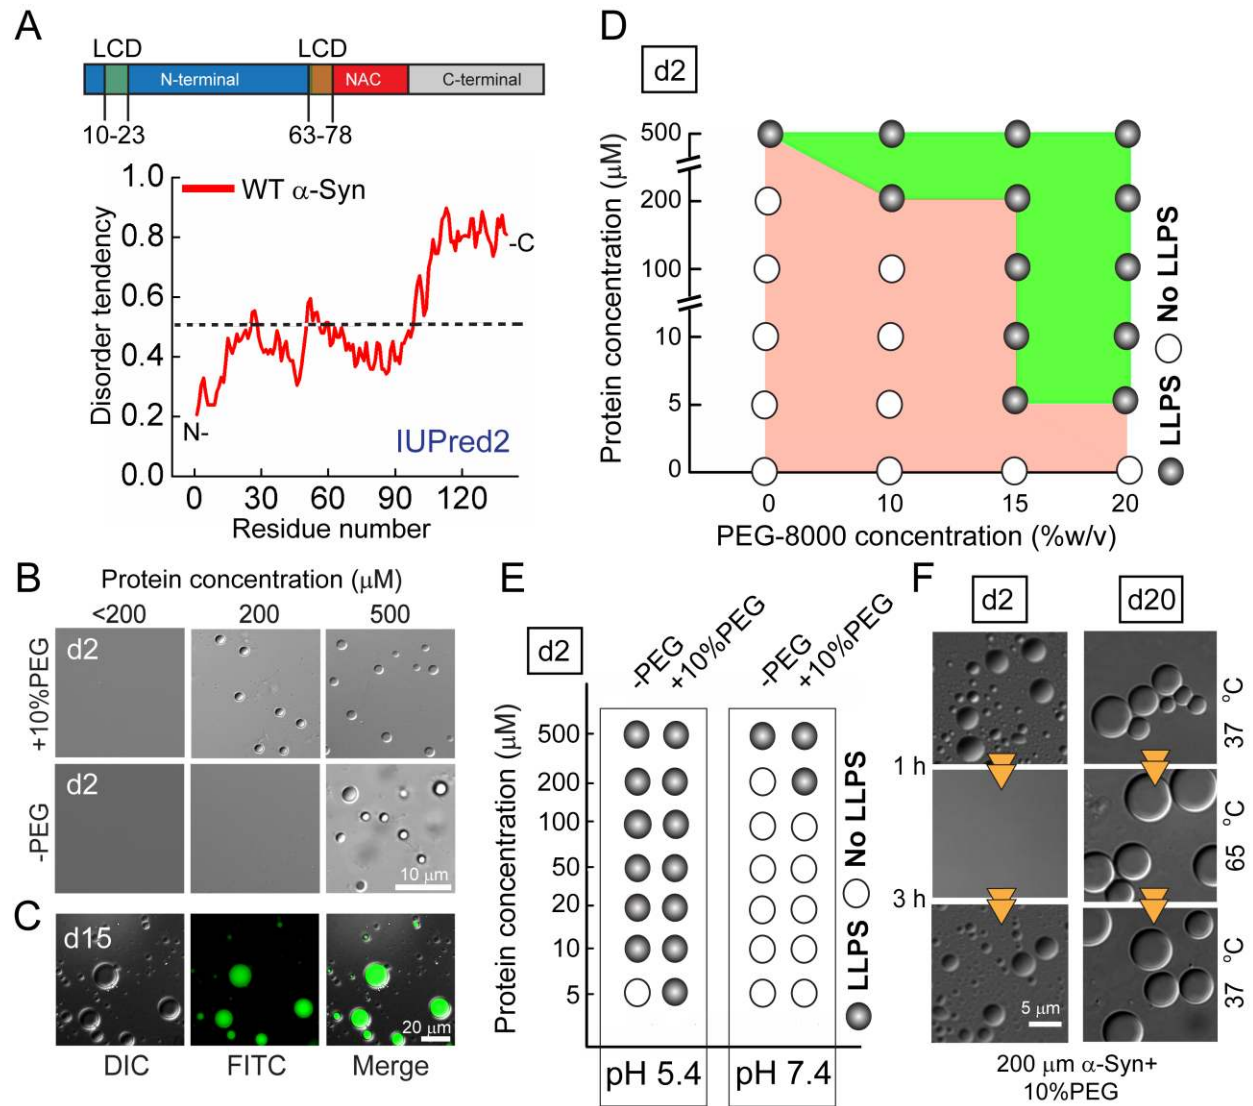 A
LCD LCD
N-terminal NAC C-terminal
10-23 63-78
1.0
0.8
0.6
0.4
0.2
0.0
Disorder tendency
WT α-Syn
-C
N-
IUPred2
0 30 60 90 120
Residue number
B
Protein concentration (μM)
<200 200 500
+10%PEG
d2
-PEG
d2
10 μm
C
d15
20 μm
DIC FITC Merge
D
d2
Protein concentration (μM)
500
200
100
10
5
0
0 10 15 20
PEG-8000 concentration (%w/v)
LLPS No LLPS
E
d2
-PEG +10%PEG -PEG +10%PEG
Protein concentration (μM)
500
200
100
50
20
10
5
pH 5.4 pH 7.4
LLPS No LLPS
F
d2 d20
37 °C
1 h
65 °C
3 h
37 °C
5 μm
200 μm α-Syn+
10%PEG